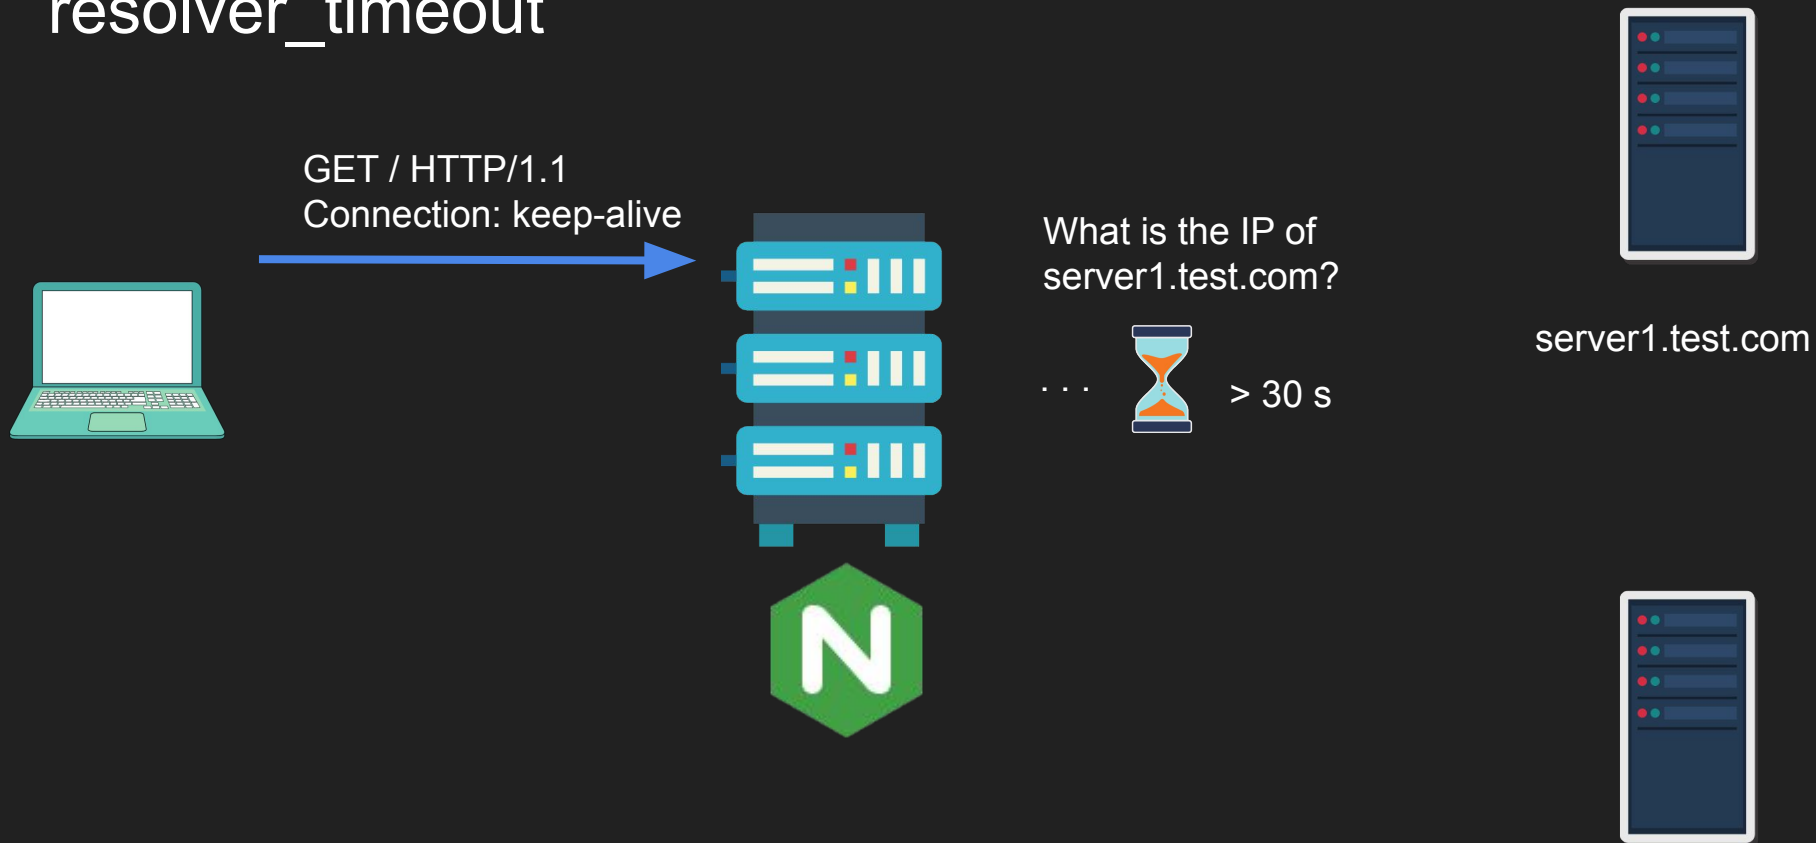 resolver_timeout
GET / HTTP/1.1
Connection: keep-alive
What is the IP of
server1.test.com?
. . .
> 30 s
server1.test.com
N